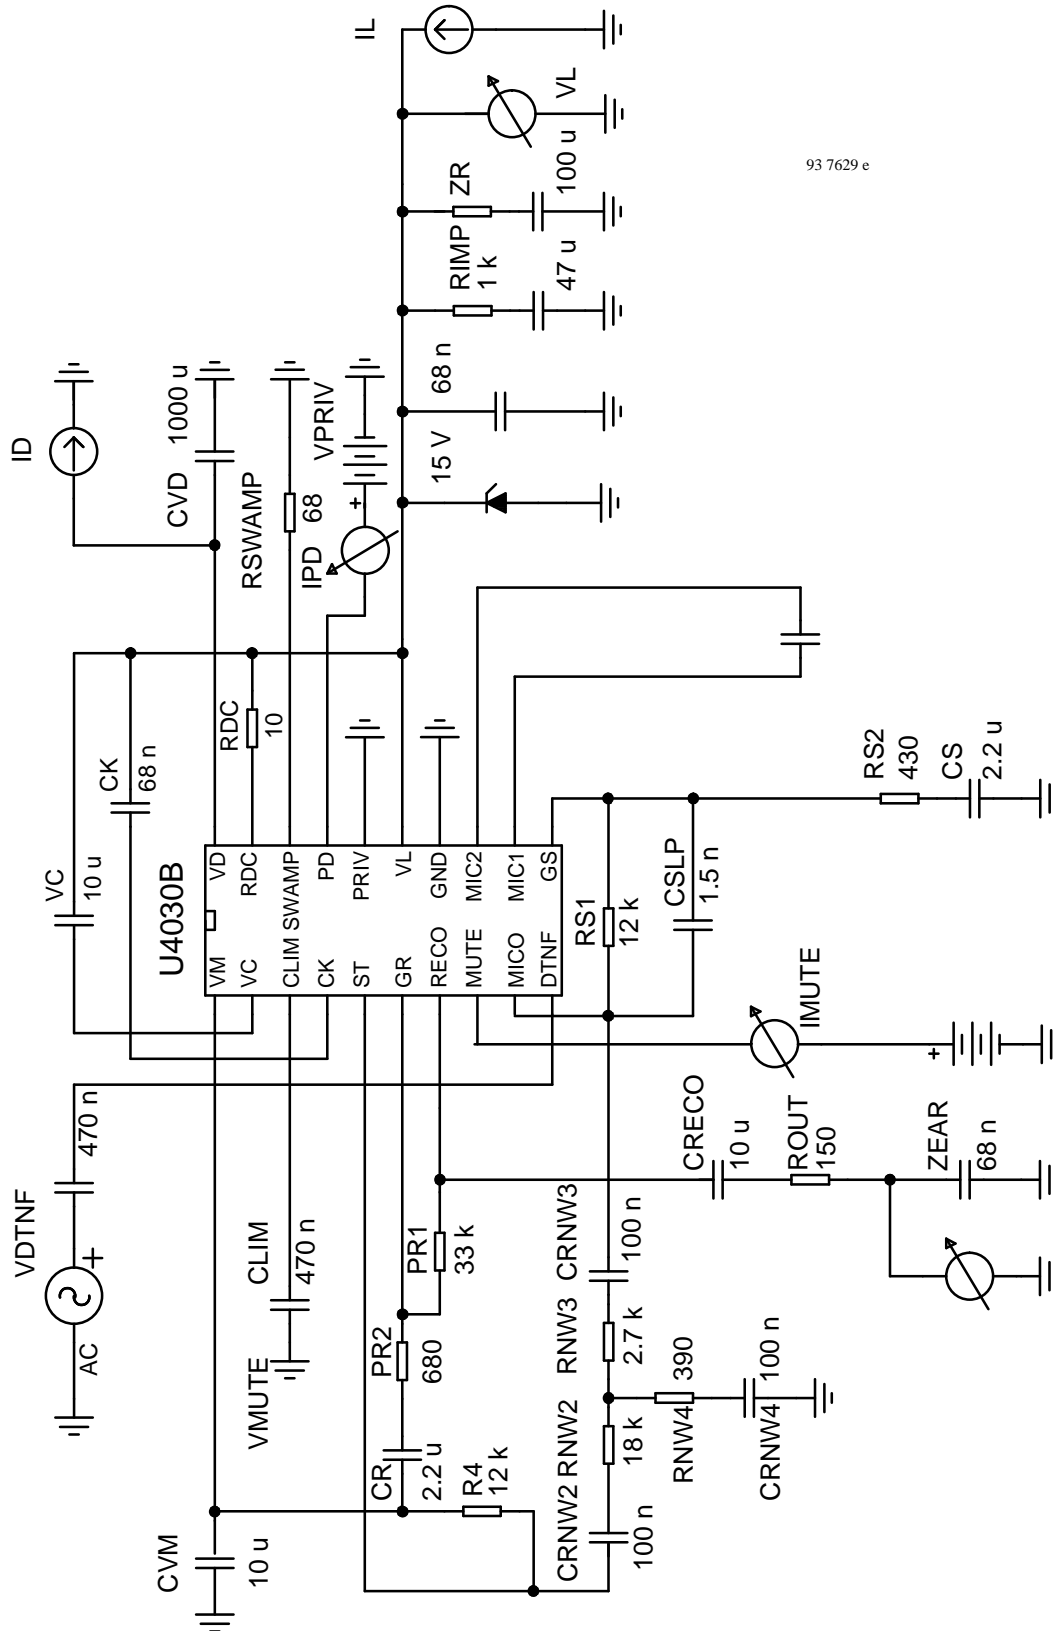 IL
VL
93 7629 e
ZR
100 u
RIMP
1 k
47 u
68 n
15 V
ID
CVD
1000 u
RSWAMP
68
VPRIV
+
IPD
RDC
10
CK
68 n
VC
10 u
U4030B
VD
RDC
CLIM SWAMP
PD
PRIV
VL
GND
MIC2
MIC1
GS
VM
VC
CK
ST
GR
RECO
MUTE
MICO
DTNF
RS1
12 k
CSLP
1.5 n
RS2
430
CS
2.2 u
IMUTE
+
470 n
VDTNF
+
AC
CLIM
470 n
VMUTE
PR1
33 k
PR2
680
CR
2.2 u
R4
12 k
CVM
10 u
CRECO
10 u
ROUT
150
ZEAR
68 n
CRNW3
100 n
RNW3
2.7 k
RNW4
390
CRNW4
100 n
CRNW2 RNW2
18 k
100 n